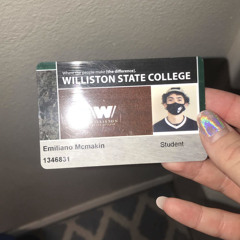 Where the people make (the difference).
WILLISTON STATE COLLEGE
W
Emiliano Mcmakin
Student
1346831